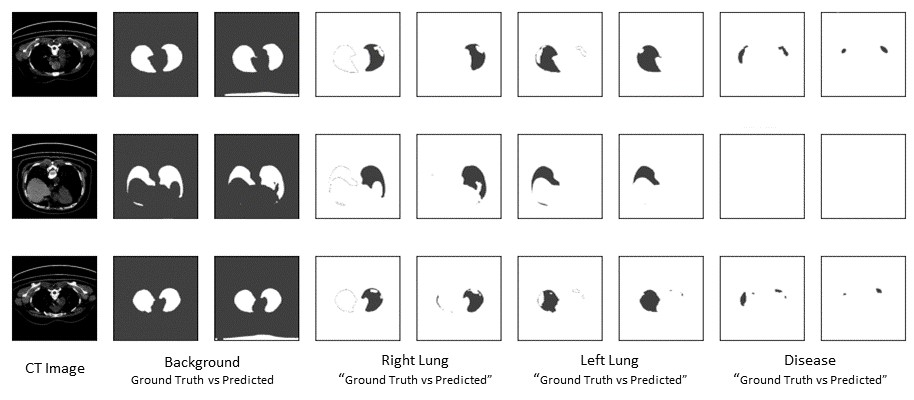 CT Image
Background
Ground Truth vs Predicted
Right Lung
“Ground Truth vs Predicted”
Left Lung
“Ground Truth vs Predicted”
Disease
“Ground Truth vs Predicted”